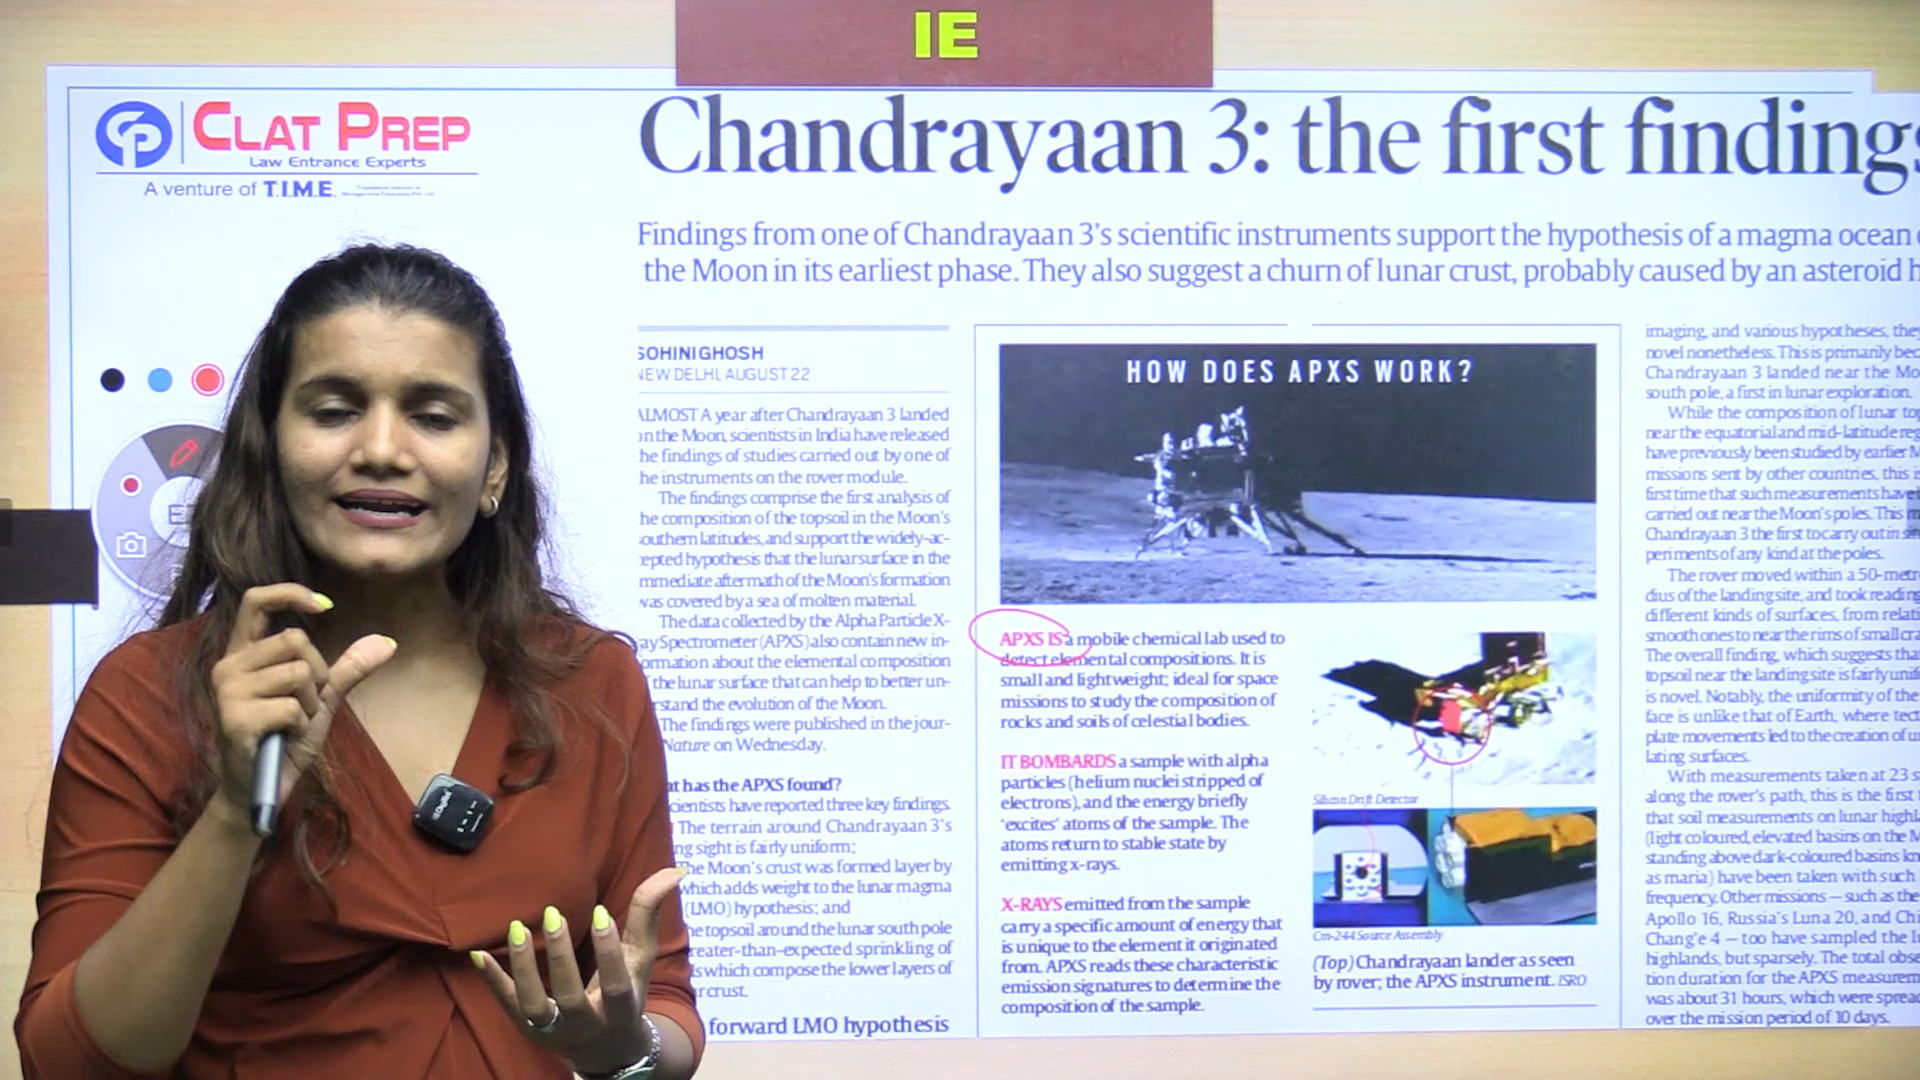 IE
CLAT PREP
Law Entrance Experts
A venture of T.I.M.E.
Chandrayaan 3: the first findings
Findings from one of Chandrayaan 3's scientific instruments support the hypothesis of a magma ocean
the Moon in its earliest phase. They also suggest a churn of lunar crust, probably caused by an asteroid
SOHINI GHOSH
NEW DELHI, AUGUST 22
ALMOST A year after Chandrayaan 3 landed
on the Moon, scientists in India have released
the findings of studies carried out by one of
the instruments on the rover module.
The findings comprise the first analysis of
the composition of the topsoil in the Moon's
southern latitudes, and support the widely-ac-
cepted hypothesis that the lunar surface in the
immediate aftermath of the Moon's formation
was covered by a sea of molten material.
The data collected by the Alpha Particle X-
ay Spectrometer (APXS) also contain new in-
ormation about the elemental composition
f the lunar surface that can help to better un-
rstand the evolution of the Moon.
The findings were published in the jour-
Nature on Wednesday.
at has the APXS found?
cientists have reported three key findings.
The terrain around Chandrayaan 3's
ng sight is fairly uniform;
he Moon's crust was formed layer by
which adds weight to the lunar magma
(LMO) hypothesis; and
he topsoil around the lunar south pole
reater-than-expected sprinkling of
ls which compose the lower layers of
r crust.
forward LMO hypothesis
HOW DOES APXS WORK?
APXS IS a mobile chemical lab used to
detect elemental compositions. It is
small and lightweight; ideal for space
missions to study the composition of
rocks and soils of celestial bodies.
IT BOMBARDS a sample with alpha
particles (helium nuclei stripped of
electrons), and the energy briefly
'excites' atoms of the sample. The
atoms return to stable state by
emitting x-rays.
X-RAYS emitted from the sample
carry a specific amount of energy that
is unique to the element it originated
from. APXS reads these characteristic
emission signatures to determine the
composition of the sample.
Silicon Drift Detector
Cm-244 Source Assembly
(Top) Chandrayaan lander as seen
by rover; the APXS instrument. ISRO
imaging, and various hypotheses, they
novel nonetheless. This is primarily bec
Chandrayaan 3 landed near the Mo
south pole, a first in lunar exploration.
While the composition of lunar top
near the equatorial and mid-latitude reg
have previously been studied by earlier M
missions sent by other countries, this is
first time that such measurements have
carried out near the Moon's poles. This m
Chandrayaan 3 the first to carry out in sit
periments of any kind at the poles.
The rover moved within a 50-metr
dius of the landing site, and took reading
different kinds of surfaces, from relati
smooth ones to near the rims of small cra
The overall finding, which suggests tha
topsoil near the landing site is fairly unif
is novel. Notably, the uniformity of the
face is unlike that of Earth, where tect
plate movements led to the creation of u
lating surfaces.
With measurements taken at 23 s
along the rover's path, this is the first
that soil measurements on lunar highla
(light coloured, elevated basins on the M
standing above dark-coloured basins kn
as maria) have been taken with such
frequency. Other missions — such as the
Apollo 16, Russia's Luna 20, and Chi
Chang'e 4 — too have sampled the l
highlands, but sparsely. The total obse
tion duration for the APXS measurem
was about 31 hours, which were sprea
over the mission period of 10 days.